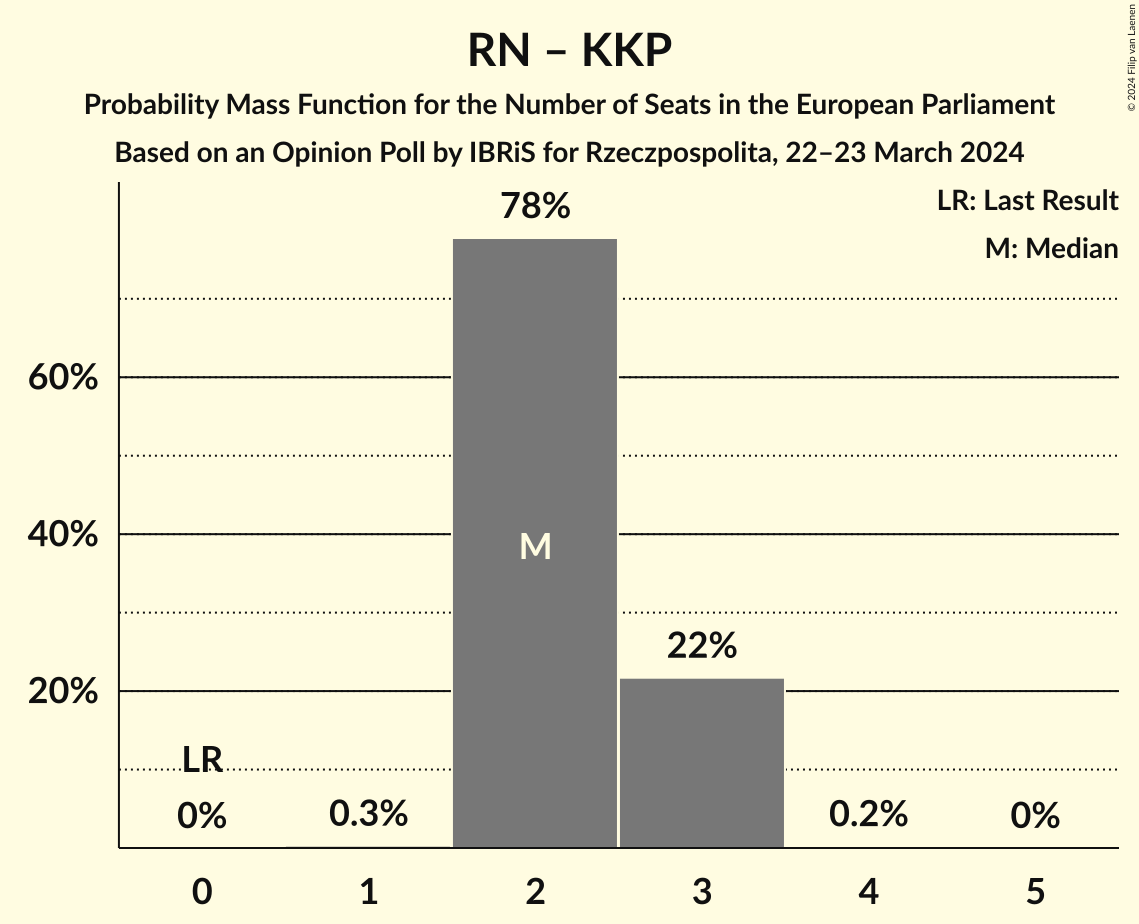 RN – KKP
Probability Mass Function for the Number of Seats in the European Parliament
Based on an Opinion Poll by IBRiS for Rzeczpospolita, 22–23 March 2024
© 2024 Filip van Laenen
LR: Last Result
M: Median
78%
60%
40%
M
22%
20%
LR
0%
0.3%
0.2%
0%
0
1
2
3
4
5